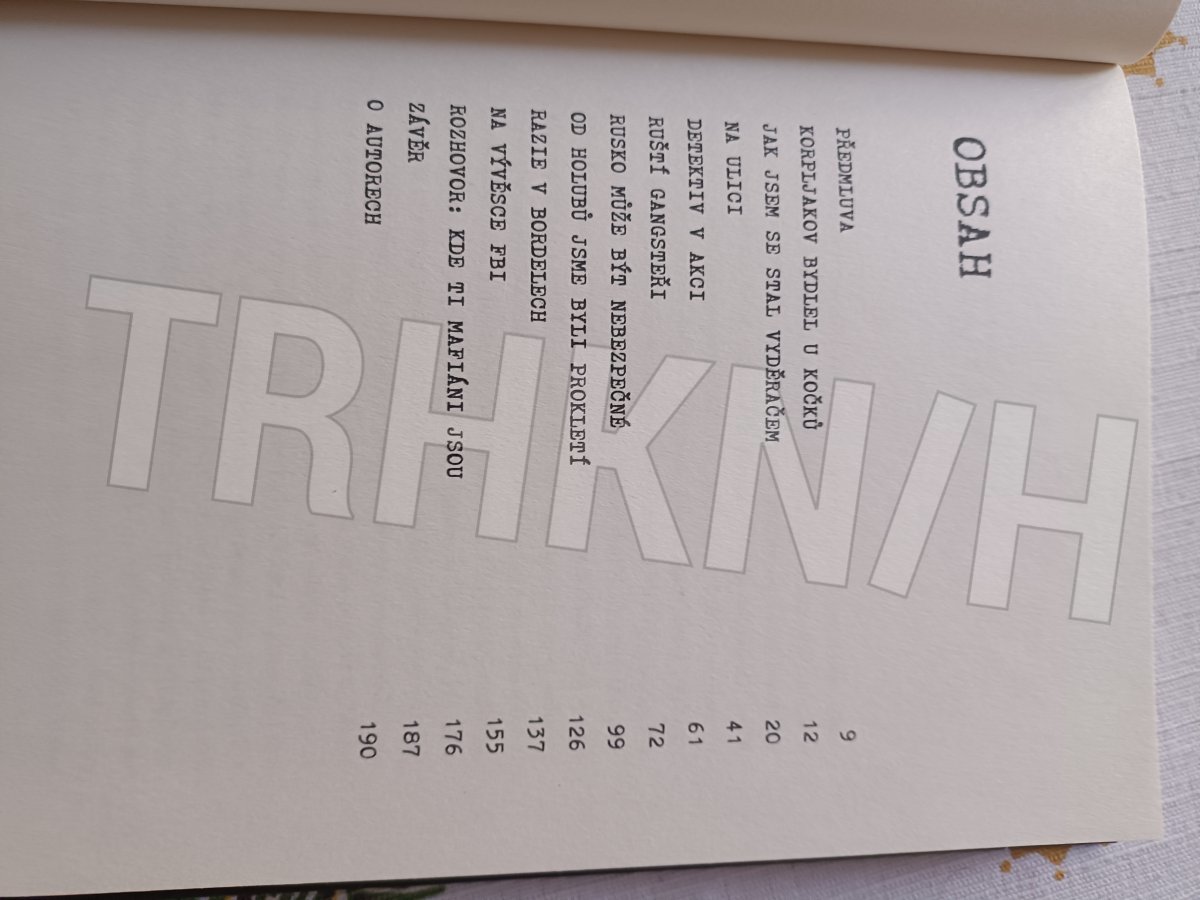 OBSAH
PŘEDMLUVA 9
KORPLJAKOV BYDLEL U KOČKŮ 12
JAK JSEM SE STAL VYDĚRAČEM 20
NA ULICI 41
DETEKTIV V AKCI 61
RUŠTÍ GANGSTEŘI 72
RUSKO MŮŽE BÝT NEBEZPEČNÉ 99
OD HOLUBŮ JSME BYLI PROKLETÍ 126
RAZIE V BORDELECH 137
NA VÝVĚSCE FBI 155
ROZHOVOR: KDE TI MAFIÁNI JSOU 176
ZÁVĚR 187
O AUTORECH 190
TRHKN/H